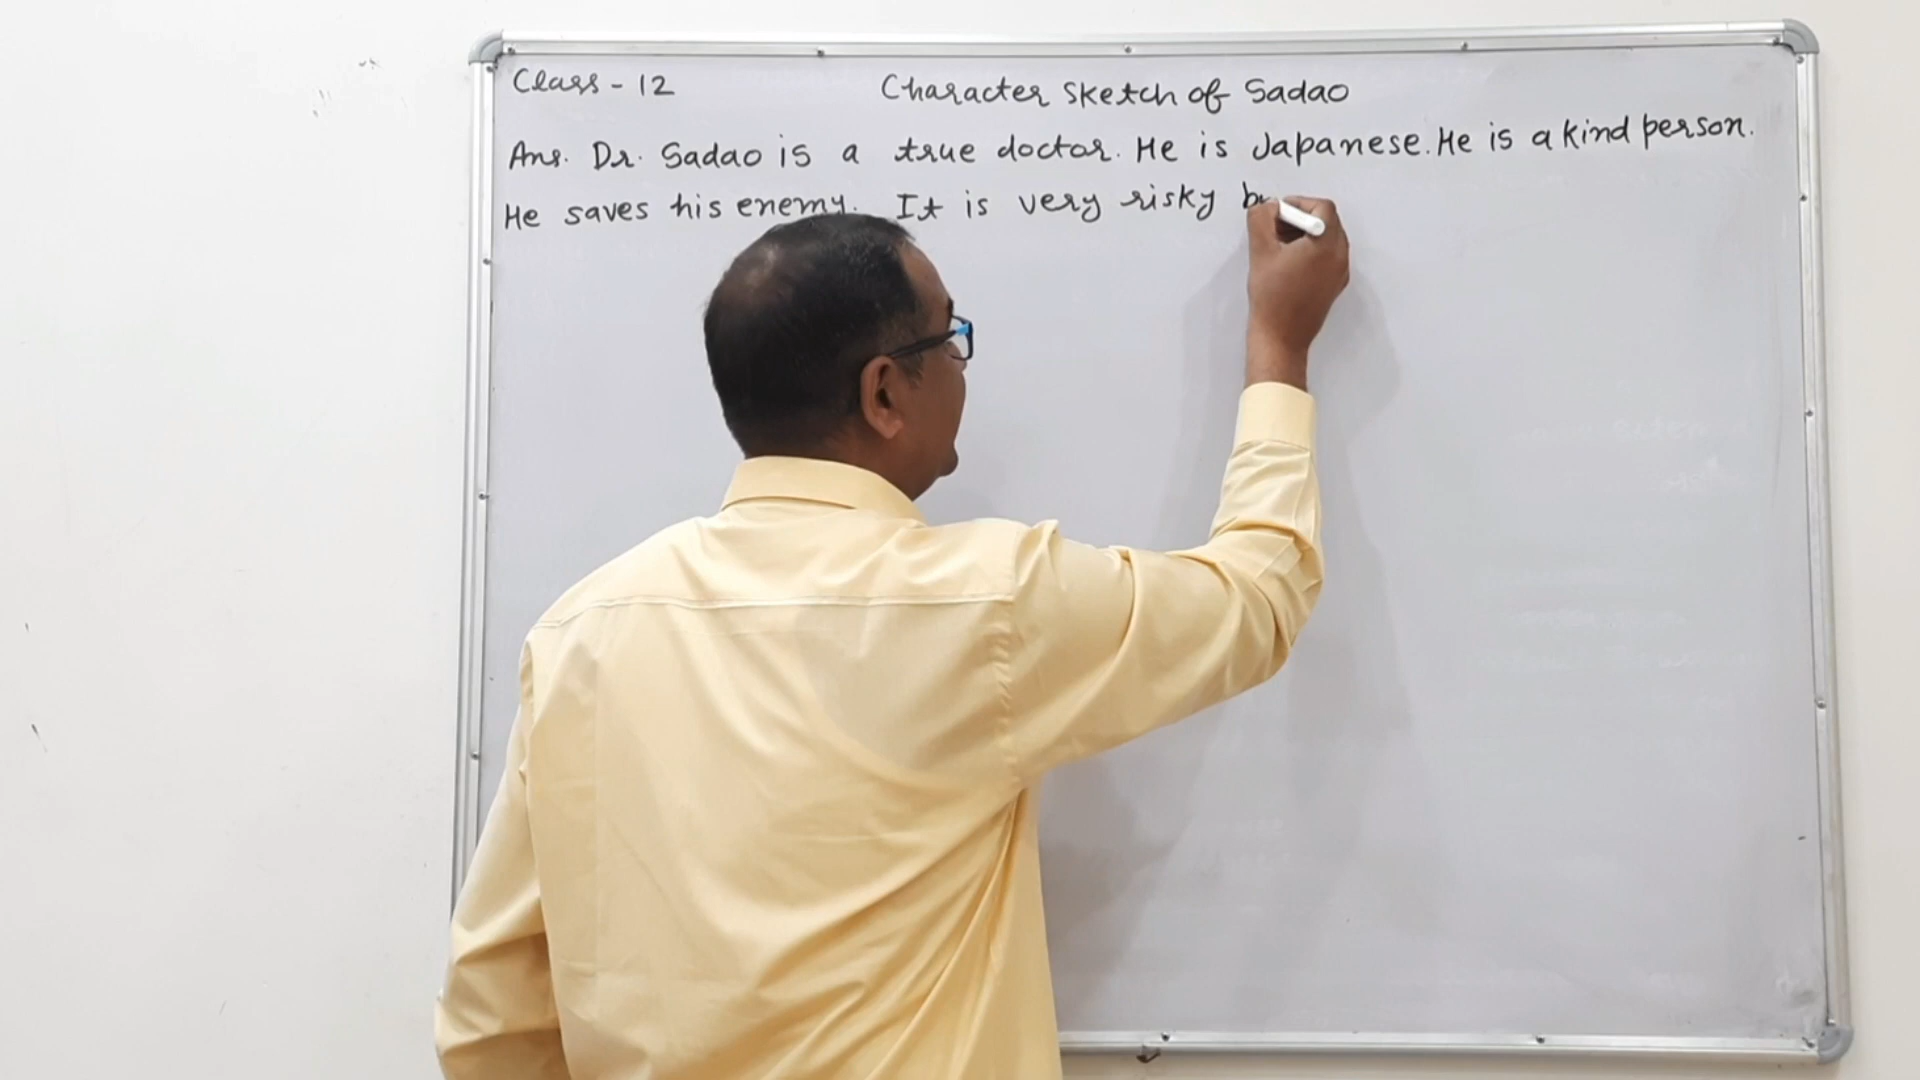 Class - 12
Character Sketch of Sadao
Ans. Dr. Sadao is a true doctor. He is Japanese. He is a kind person.
He saves his enemy. It is very risky